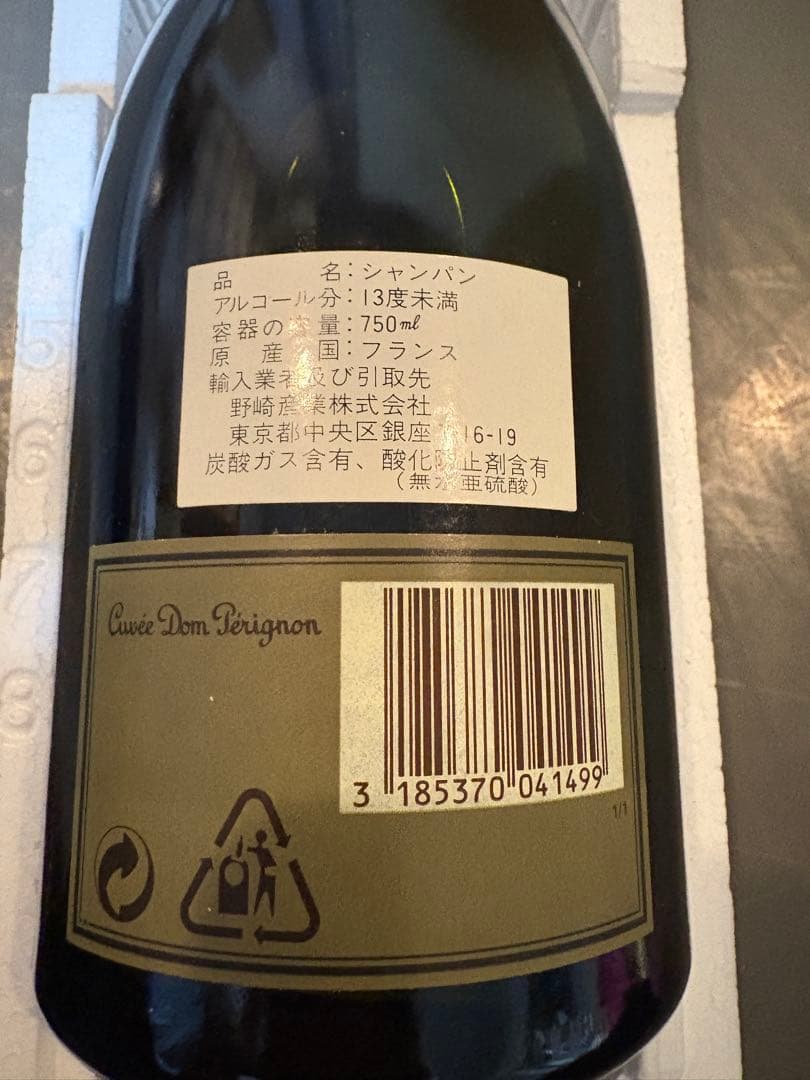 品　　　名：シャンパン
アルコール分：13度未満
容器の容量：750ml
原　産　国：フランス
輸入業者及び引取先
野崎産業株式会社
東京都中央区銀座 16-19
炭酸ガス含有、酸化防止剤含有
（無水亜硫酸）
Cuvée Dom Pérignon
3 185370 041499
1/1